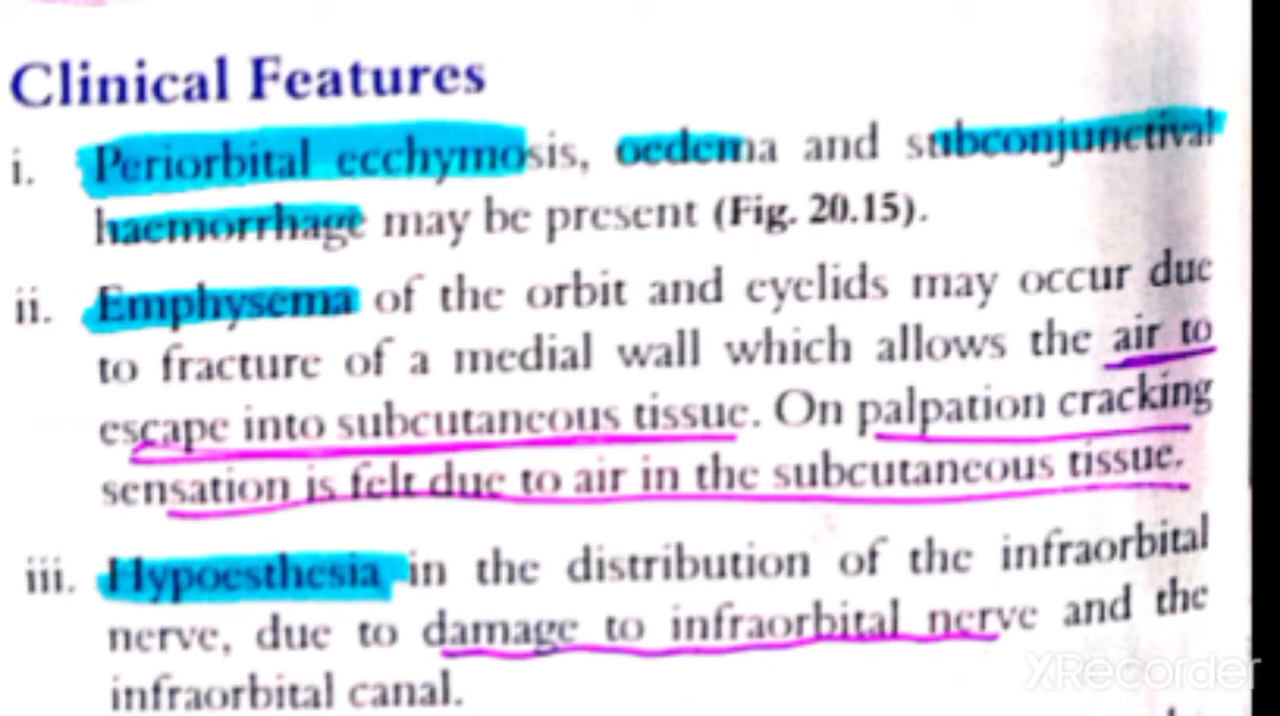 Clinical Features
i. Periorbital ecchymosis, oedema and subconjunctival
haemorrhage may be present (Fig. 20.15).
ii. Emphysema of the orbit and eyelids may occur due
to fracture of a medial wall which allows the air to
escape into subcutaneous tissue. On palpation cracking
sensation is felt due to air in the subcutaneous tissue.
iii. Hypoesthesia in the distribution of the infraorbital
nerve, due to damage to infraorbital nerve and the
infraorbital canal.
XRecorder